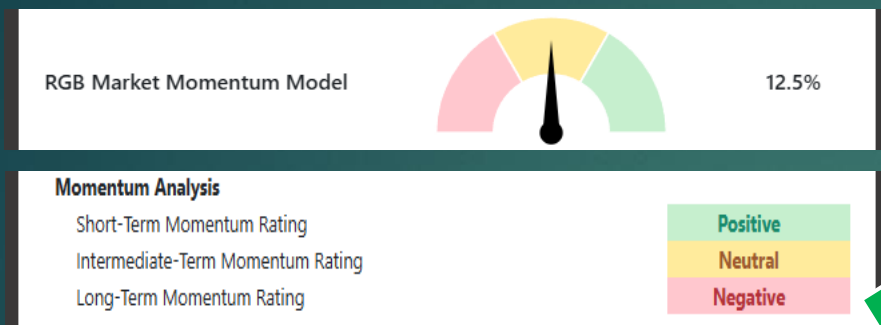 RGB Market Momentum Model 12.5%
Momentum Analysis
Short-Term Momentum Rating Positive
Intermediate-Term Momentum Rating Neutral
Long-Term Momentum Rating Negative